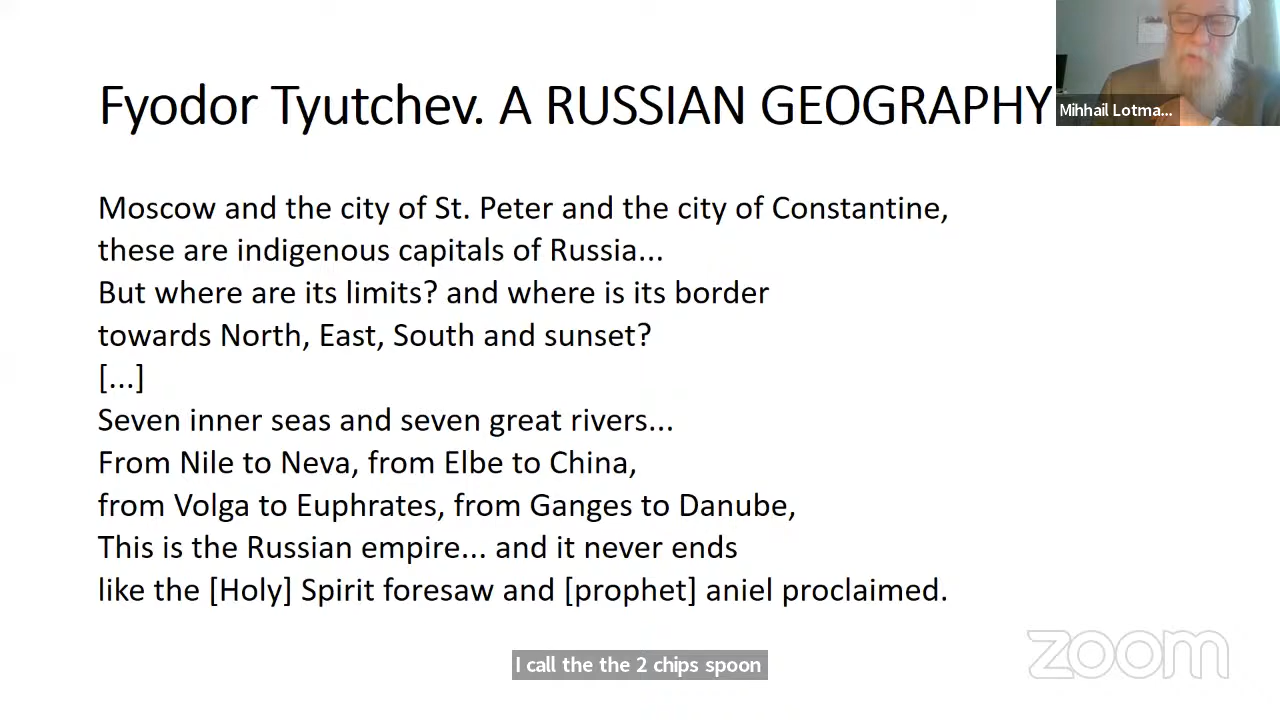 Fyodor Tyutchev. A RUSSIAN GEOGRAPHY
Mihhail Lotma...
Moscow and the city of St. Peter and the city of Constantine,
these are indigenous capitals of Russia...
But where are its limits? and where is its border
towards North, East, South and sunset?
[...]
Seven inner seas and seven great rivers...
From Nile to Neva, from Elbe to China,
from Volga to Euphrates, from Ganges to Danube,
This is the Russian empire... and it never ends
like the [Holy] Spirit foresaw and [prophet] aniel proclaimed.
zoom
I call the the 2 chips spoon